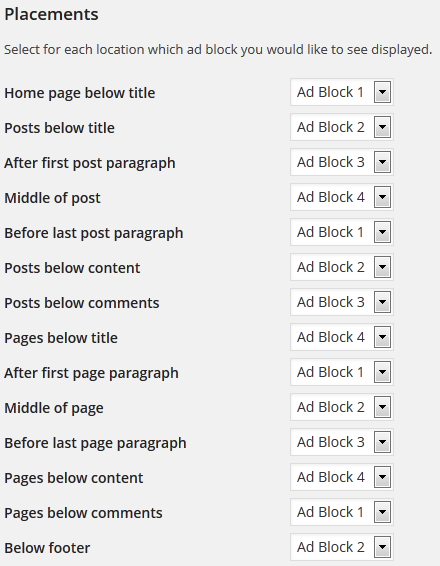 Placements
Select for each location which ad block you would like to see displayed.
Home page below title Ad Block 1
Posts below title Ad Block 2
After first post paragraph Ad Block 3
Middle of post Ad Block 4
Before last post paragraph Ad Block 1
Posts below content Ad Block 2
Posts below comments Ad Block 3
Pages below title Ad Block 4
After first page paragraph Ad Block 1
Middle of page Ad Block 2
Before last page paragraph Ad Block 3
Pages below content Ad Block 4
Pages below comments Ad Block 1
Below footer Ad Block 2